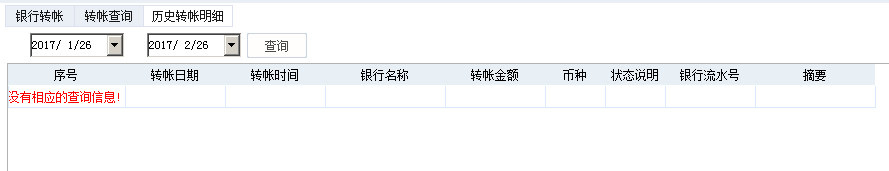 银行转帐 转帐查询 历史转帐明细
2017/ 1/26 2017/ 2/26 查询
序号 转帐日期 转帐时间 银行名称 转帐金额 币种 状态说明 银行流水号 摘要
没有相应的查询信息!